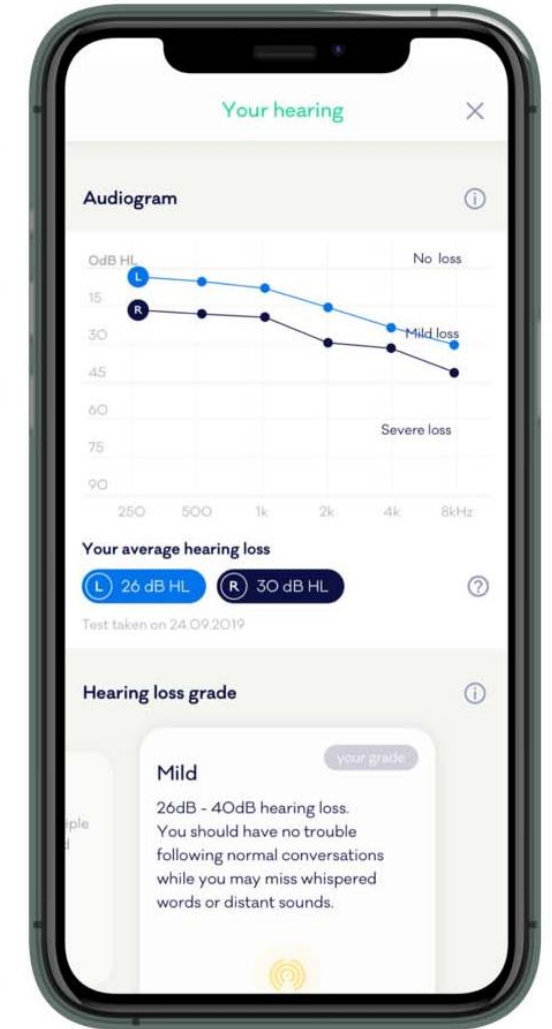 Your hearing
Audiogram
0dB HL
No loss
L
15
R
30
Mild loss
45
60
Severe loss
75
90
250 500 1k 2k 4k 8kHz
Your average hearing loss
L 26 dB HL R 30 dB HL
Test taken on 24.09.2019
Hearing loss grade
your grade
Mild
26dB - 40dB hearing loss.
You should have no trouble
following normal conversations
while you may miss whispered
words or distant sounds.